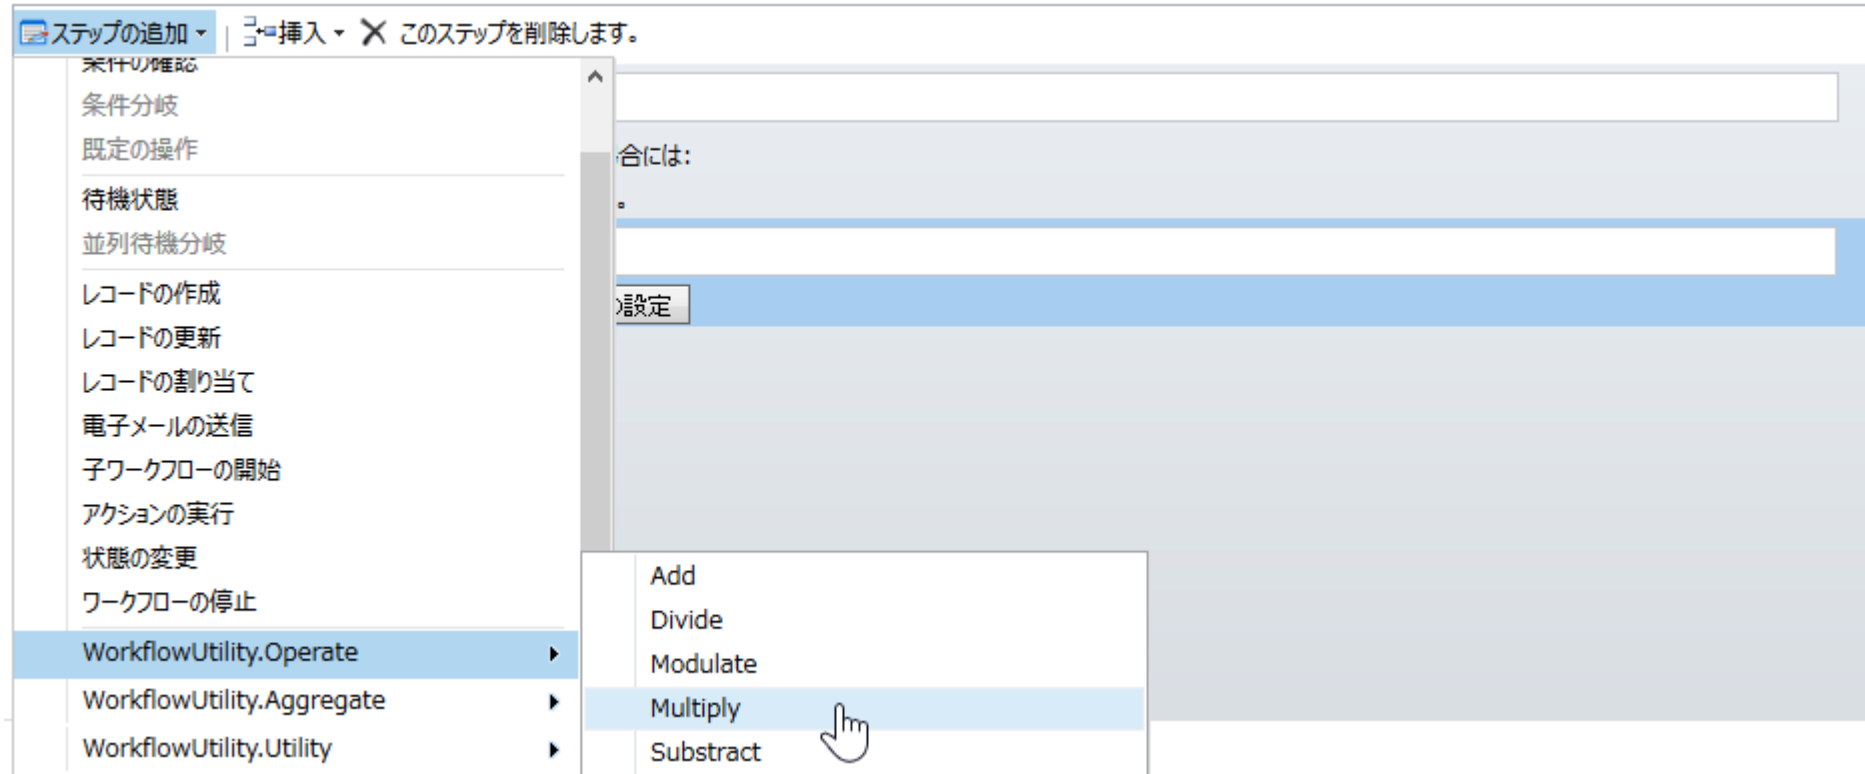 ステップの追加 挿入 このステップを削除します。
条件の確認
条件分岐
既定の操作
合には:
待機状態
。
並列待機分岐
レコードの作成
の設定
レコードの更新
レコードの割り当て
電子メールの送信
子ワークフローの開始
アクションの実行
状態の変更
ワークフローの停止
WorkflowUtility.Operate
WorkflowUtility.Aggregate
WorkflowUtility.Utility
Add
Divide
Modulate
Multiply
Substract